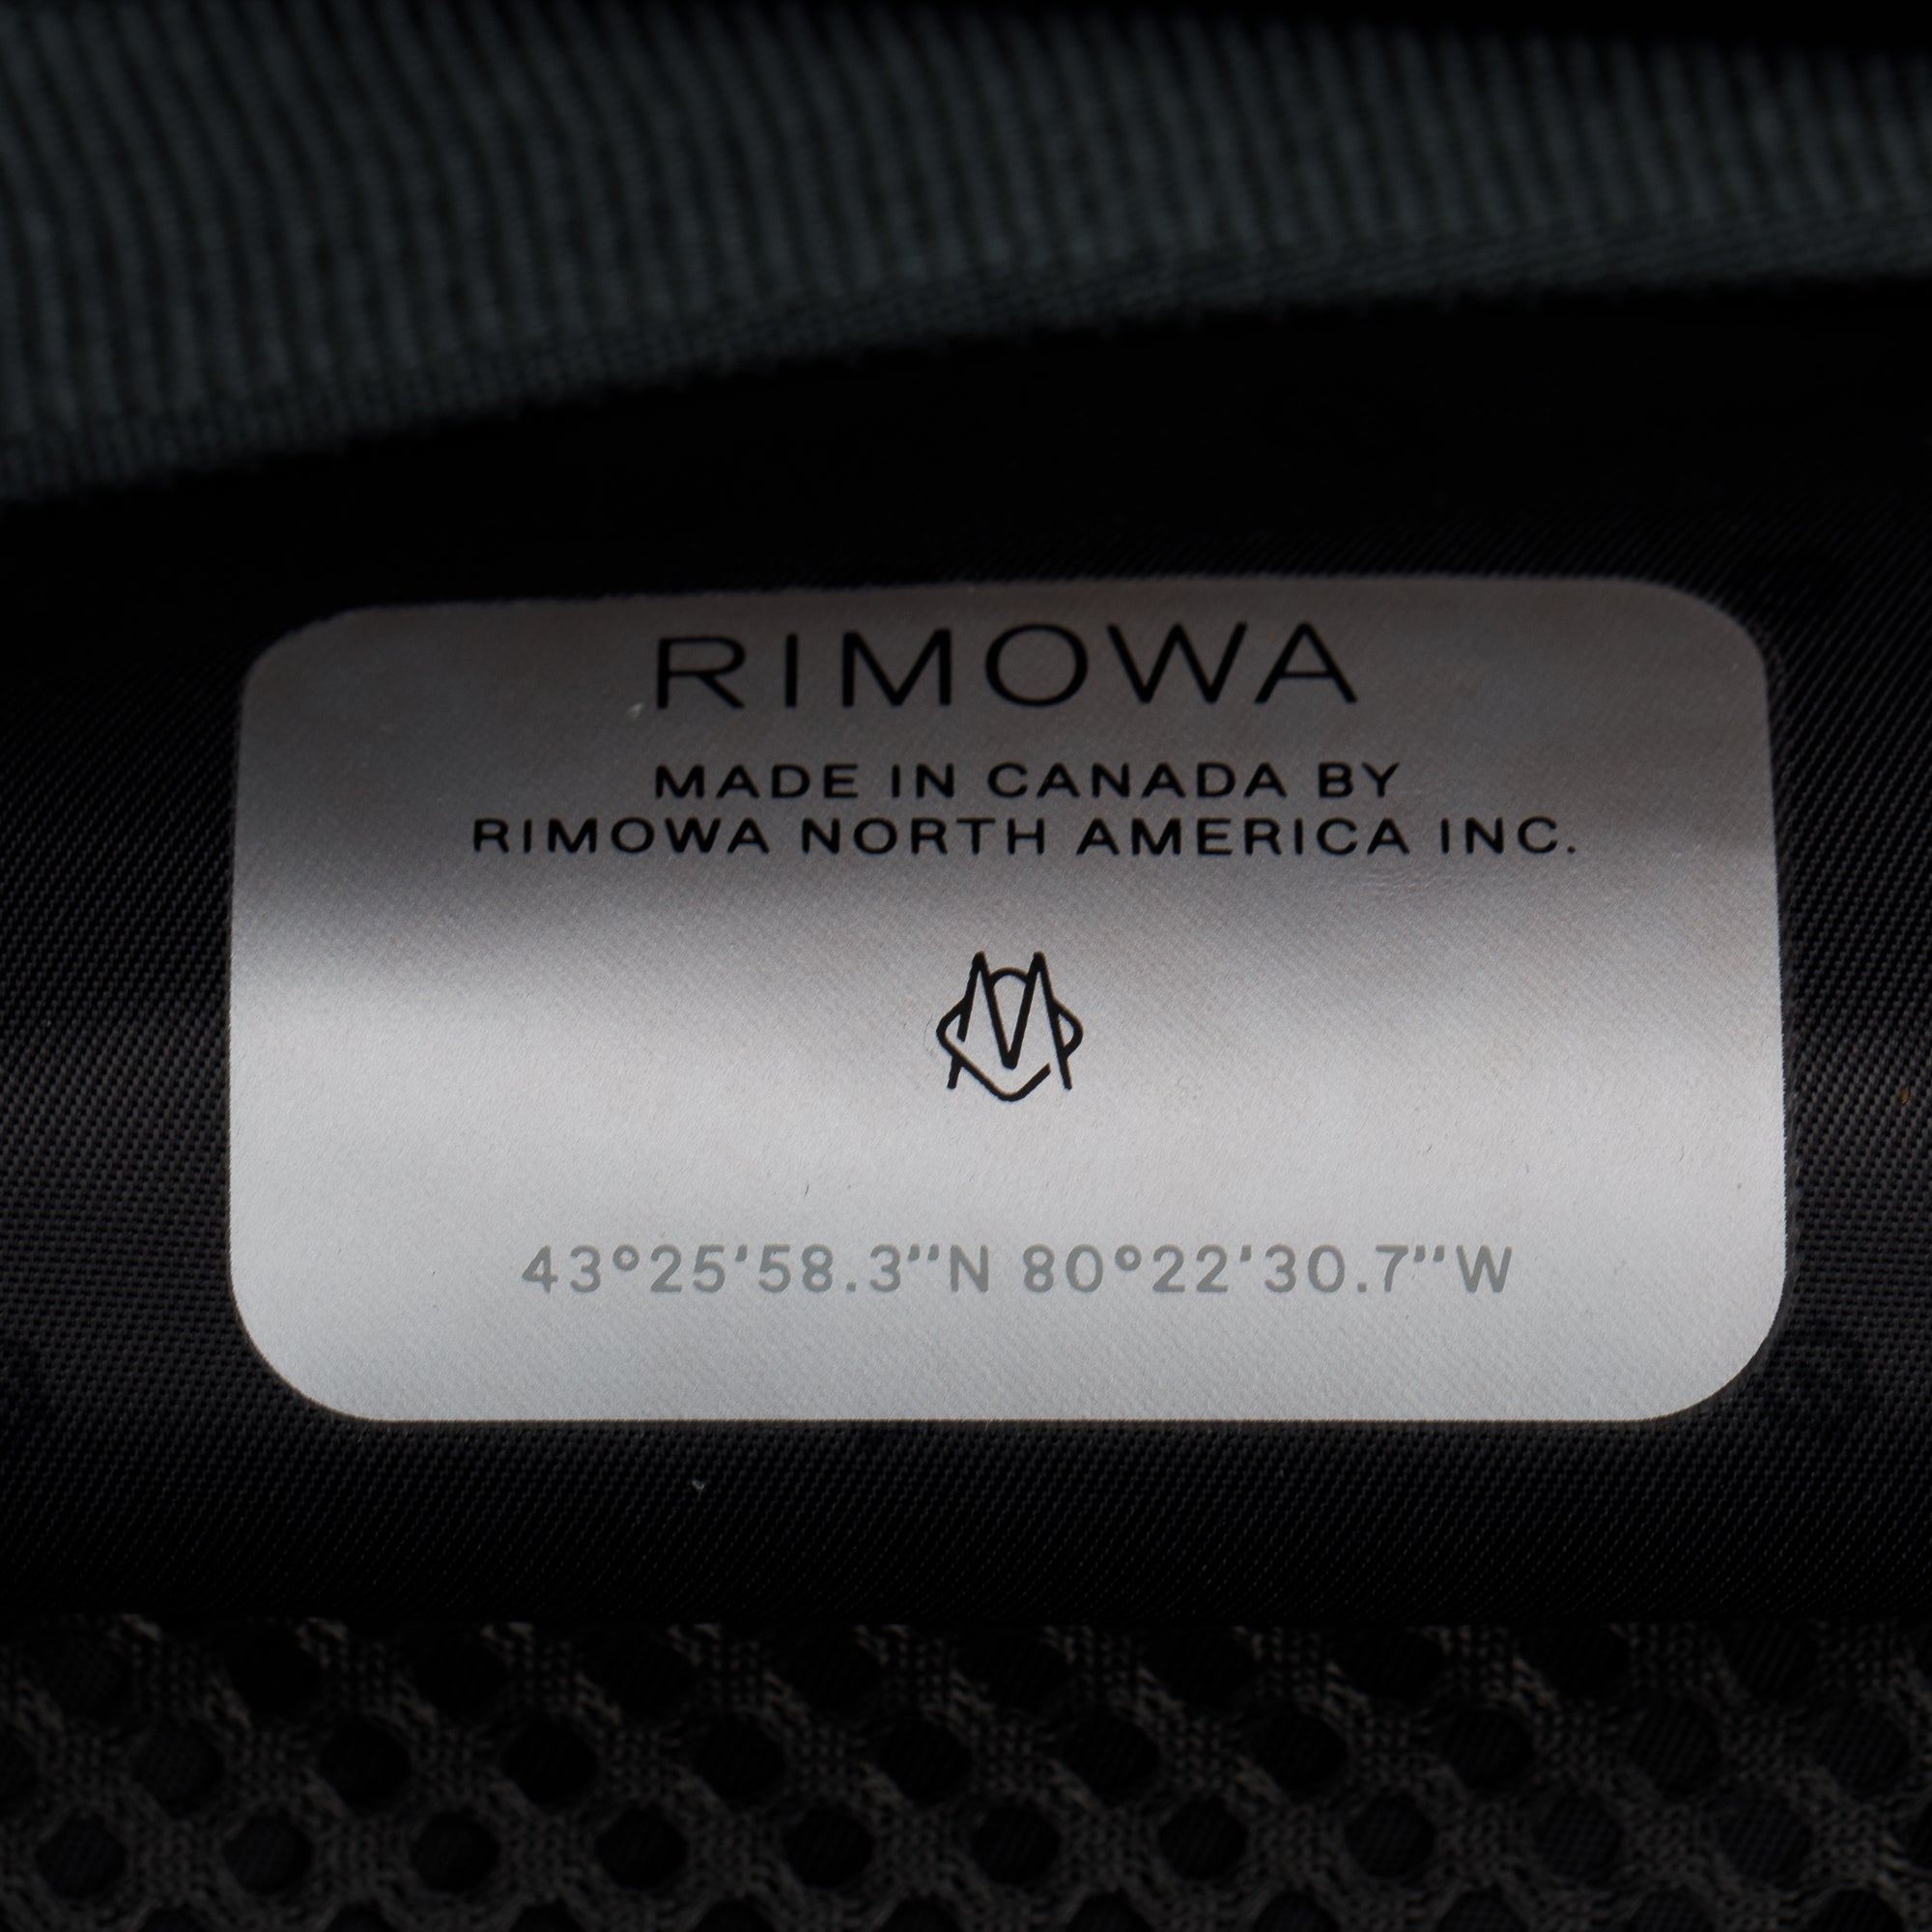 RIMOWA
MADE IN CANADA BY
RIMOWA NORTH AMERICA INC.
43°25'58.3''N 80°22'30.7''W